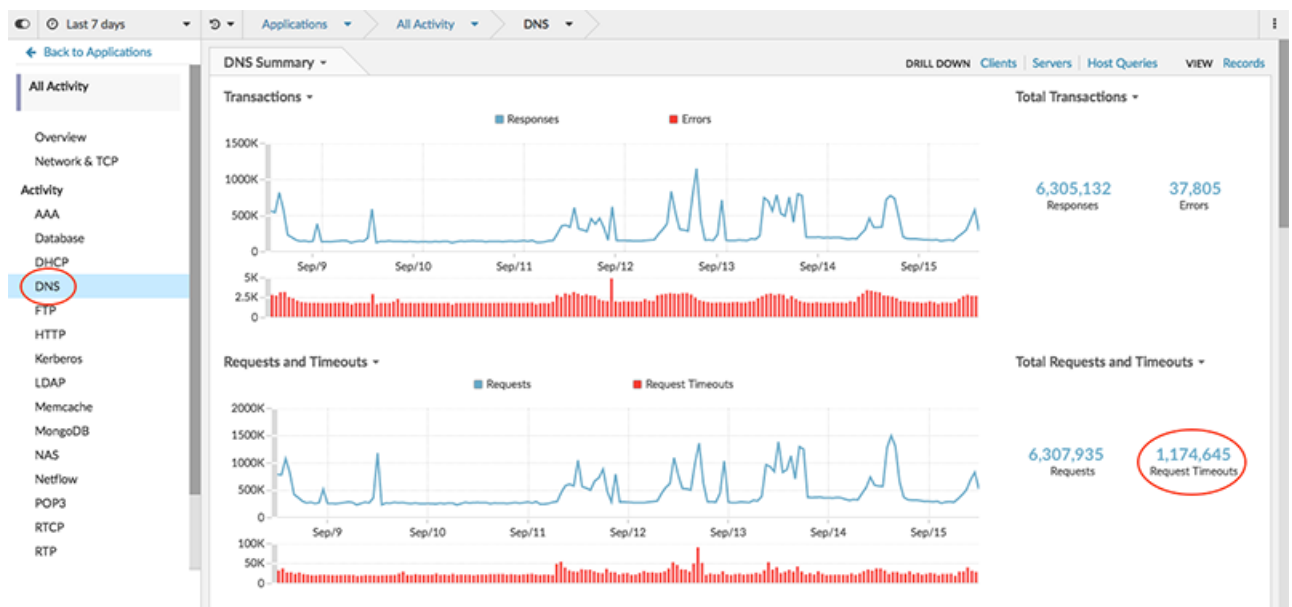 Last 7 days
Applications
All Activity
DNS
Back to Applications
All Activity
Overview
Network & TCP
Activity
AAA
Database
DHCP
DNS
FTP
HTTP
Kerberos
LDAP
Memcache
MongoDB
NAS
Netflow
POP3
RTCP
RTP
DNS Summary
DRILL DOWN Clients | Servers | Host Queries VIEW Records
Transactions
Responses Errors
1500K
1000K
500K
0
Sep/9 Sep/10 Sep/11 Sep/12 Sep/13 Sep/14 Sep/15
5K
2.5K
0
Total Transactions
6,305,132 37,805
Responses Errors
Requests and Timeouts
Requests Request Timeouts
2000K
1500K
1000K
500K
0
Sep/9 Sep/10 Sep/11 Sep/12 Sep/13 Sep/14 Sep/15
100K
50K
0
Total Requests and Timeouts
6,307,935 1,174,645
Requests Request Timeouts